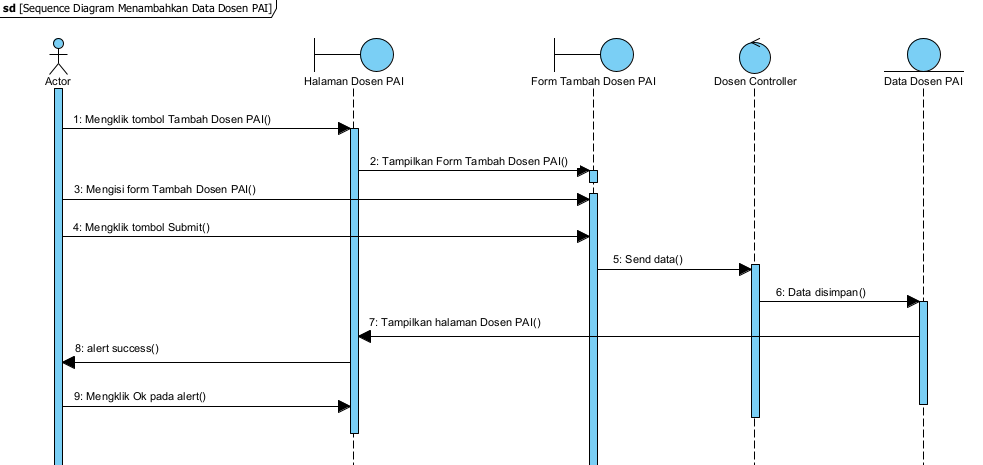 sd [Sequence Diagram Menambahkan Data Dosen PAI]
Actor
Halaman Dosen PAI
Form Tambah Dosen PAI
Dosen Controller
Data Dosen PAI
1: Mengklik tombol Tambah Dosen PAI()
2: Tampilkan Form Tambah Dosen PAI()
3: Mengisi form Tambah Dosen PAI()
4: Mengklik tombol Submit()
5: Send data()
6: Data disimpan()
7: Tampilkan halaman Dosen PAI()
8: alert success()
9: Mengklik Ok pada alert()